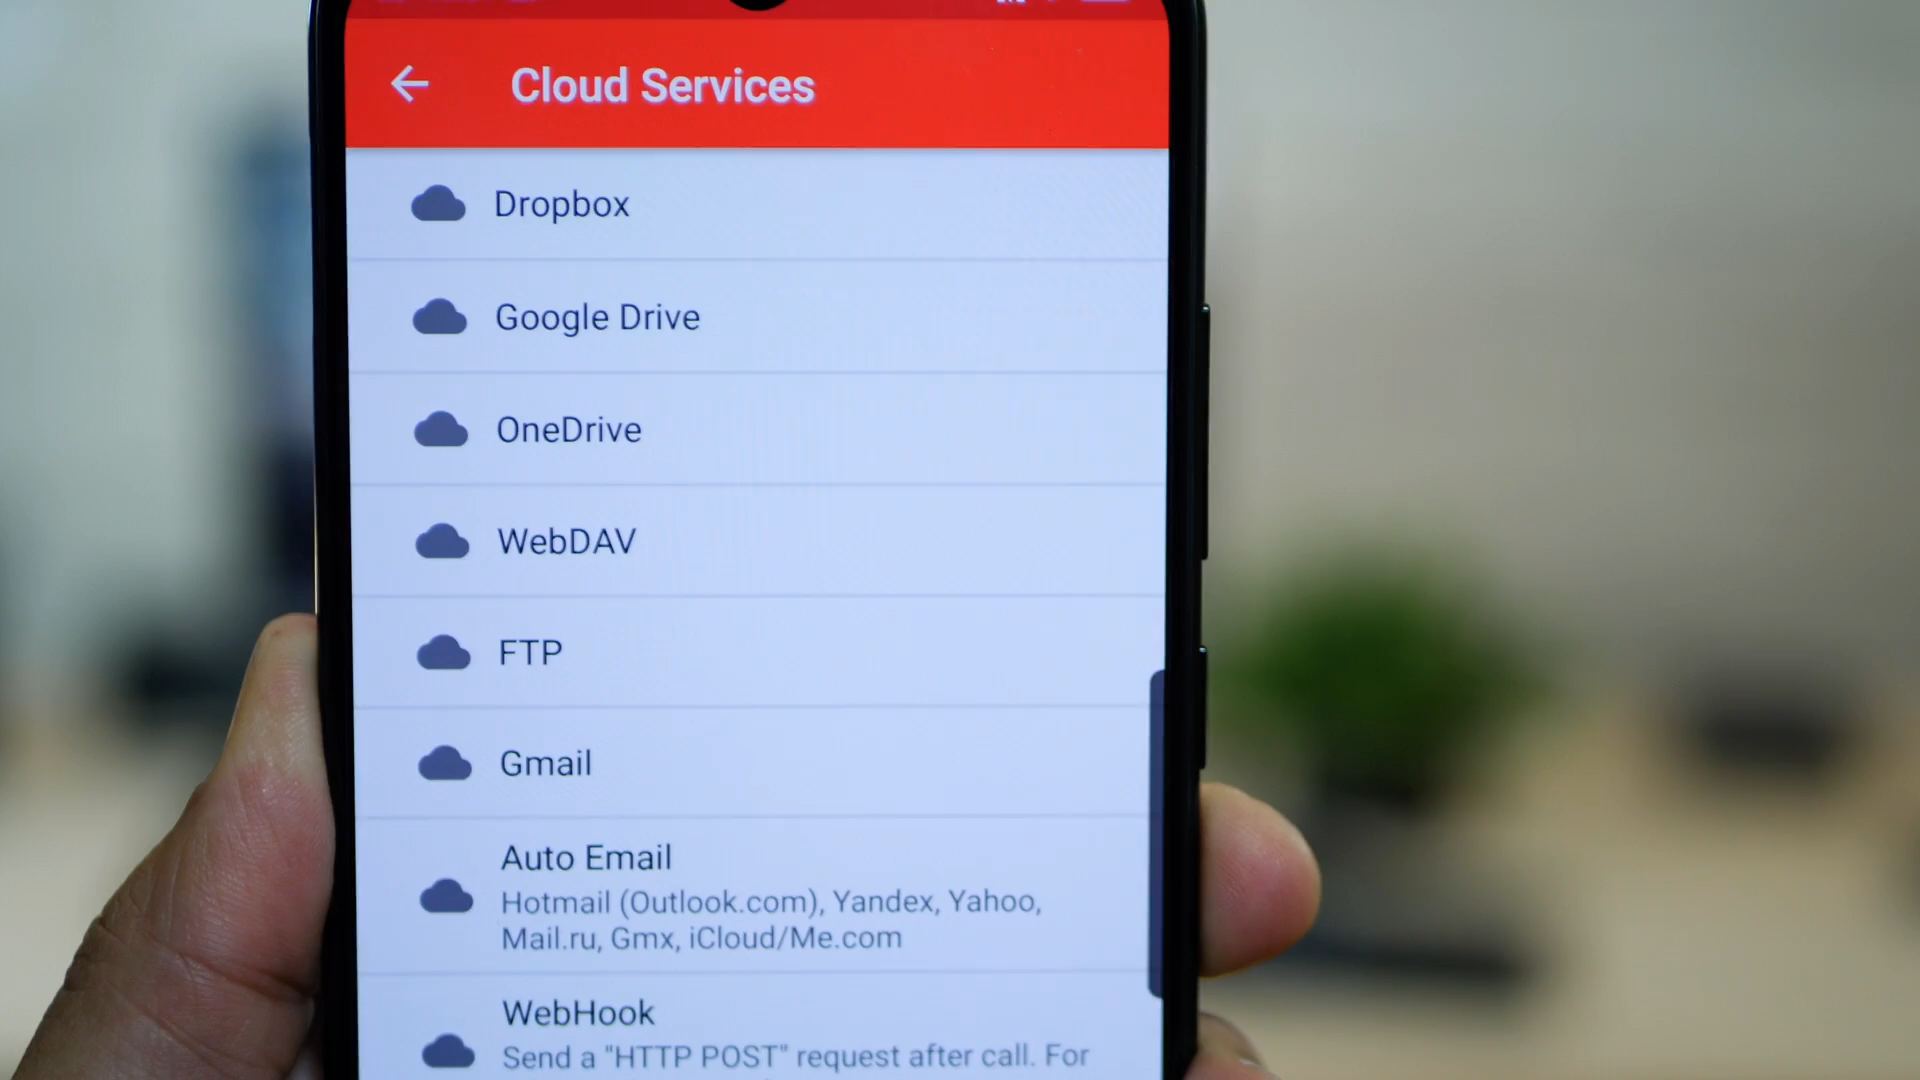 Cloud Services
Dropbox
Google Drive
OneDrive
WebDAV
FTP
Gmail
Auto Email
Hotmail (Outlook.com), Yandex, Yahoo,
Mail.ru, Gmx, iCloud/Me.com
WebHook
Send a "HTTP POST" request after call. For